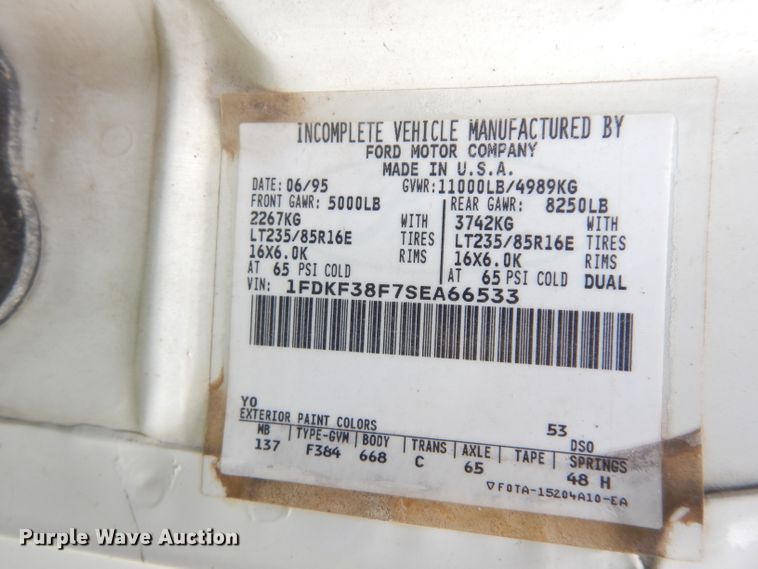 INCOMPLETE VEHICLE MANUFACTURED BY
FORD MOTOR COMPANY
MADE IN U.S.A.
DATE: 06/95 GVWR: 11000LB/4989KG
FRONT GAWR: 5000LB REAR GAWR: 8250LB
2267KG WITH 3742KG WITH
LT235/85R16E TIRES LT235/85R16E TIRES
16X6.0K RIMS 16X6.0K RIMS
AT 65 PSI COLD AT 65 PSI COLD DUAL
VIN: 1FDKF38F7SEA66533
YO
EXTERIOR PAINT COLORS 53 DSO
WB TYPE-GVM BODY TRANS AXLE TAPE SPRINGS
137 F384 668 C 65 48 H
F0TA-15204A10-EA
Purple Wave Auction